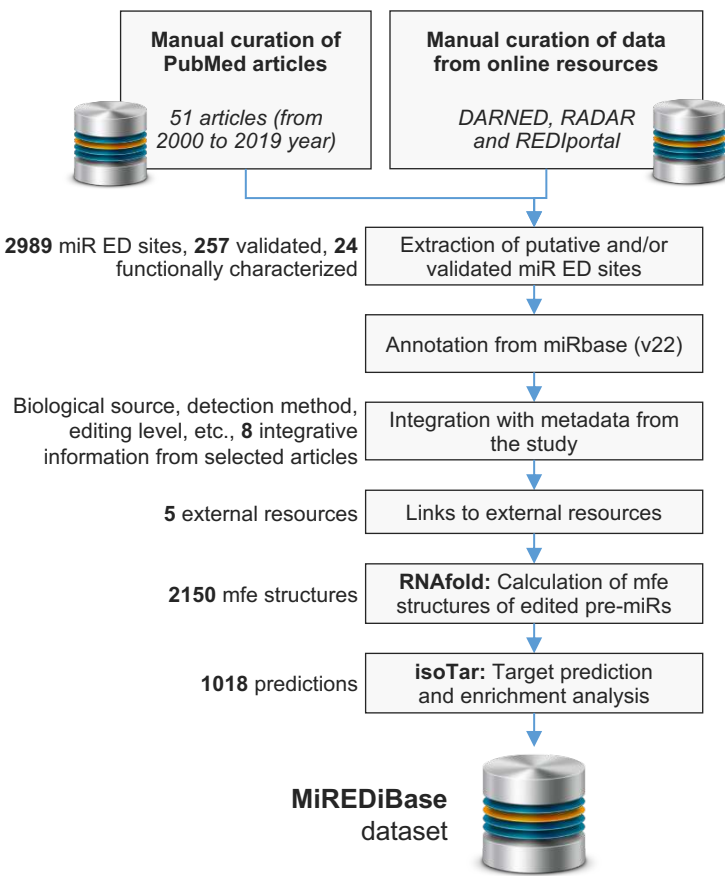 Manual curation of
PubMed articles
51 articles (from
2000 to 2019 year)
Manual curation of data
from online resources
DARNED, RADAR
and REDIportal
2989 miR ED sites, 257 validated, 24
functionally characterized
Extraction of putative and/or
validated miR ED sites
Annotation from miRbase (v22)
Biological source, detection method,
editing level, etc., 8 integrative
information from selected articles
Integration with metadata from
the study
5 external resources
Links to external resources
2150 mfe structures
RNAfold: Calculation of mfe
structures of edited pre-miRs
1018 predictions
isoTar: Target prediction
and enrichment analysis
MiREDiBase
dataset